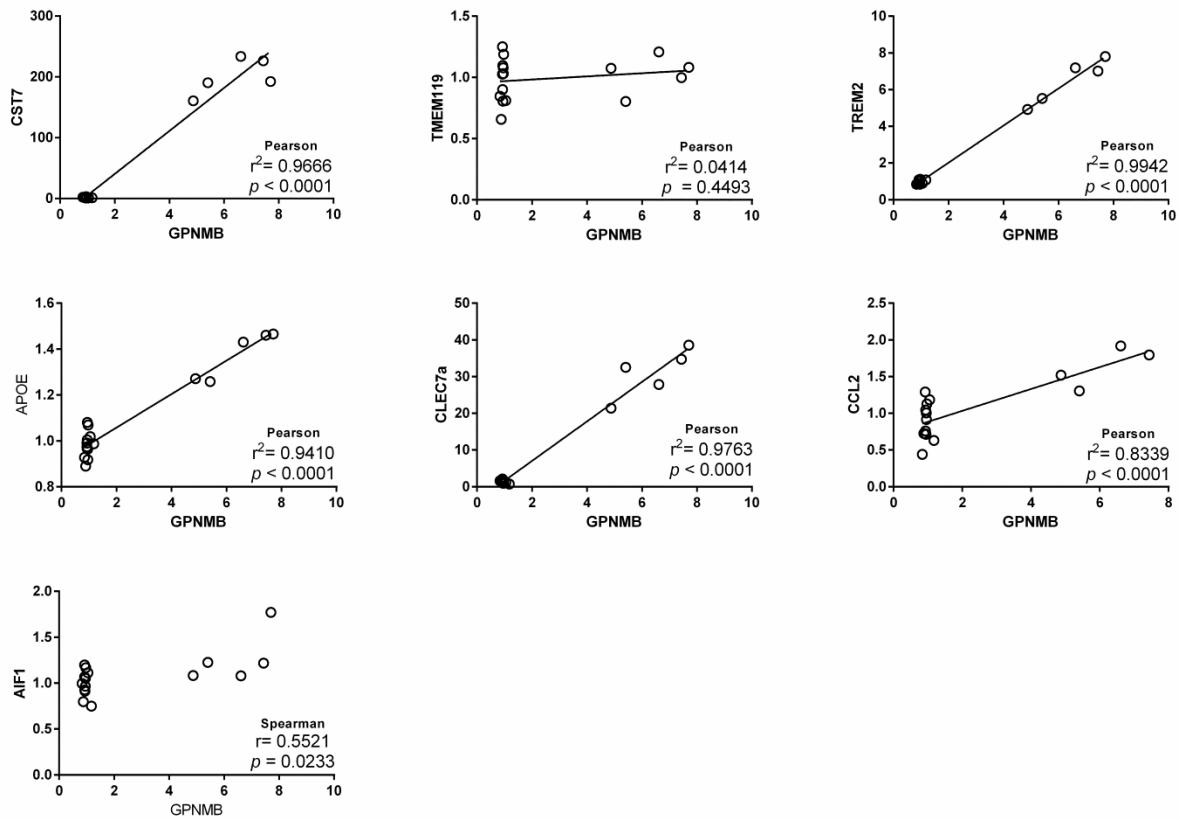 300
200
100
0
CST7
0 2 4 6 8 10
GPNMB
Pearson
r²= 0.9666
p < 0.0001
1.5
1.0
0.5
0.0
TMEM119
0 2 4 6 8 10
GPNMB
Pearson
r²= 0.0414
p = 0.4493
10
8
6
4
2
0
TREM2
0 2 4 6 8 10
GPNMB
Pearson
r²= 0.9942
p < 0.0001
1.6
1.4
1.2
1.0
0.8
APOE
0 2 4 6 8 10
GPNMB
Pearson
r²= 0.9410
p < 0.0001
50
40
30
20
10
0
CLEC7a
0 2 4 6 8 10
GPNMB
Pearson
r²= 0.9763
p < 0.0001
2.5
2.0
1.5
1.0
0.5
0.0
CCL2
0 2 4 6 8
GPNMB
Pearson
r²= 0.8339
p < 0.0001
2.0
1.5
1.0
0.5
0.0
AIF1
0 2 4 6 8 10
GPNMB
Spearman
r= 0.5521
p = 0.0233